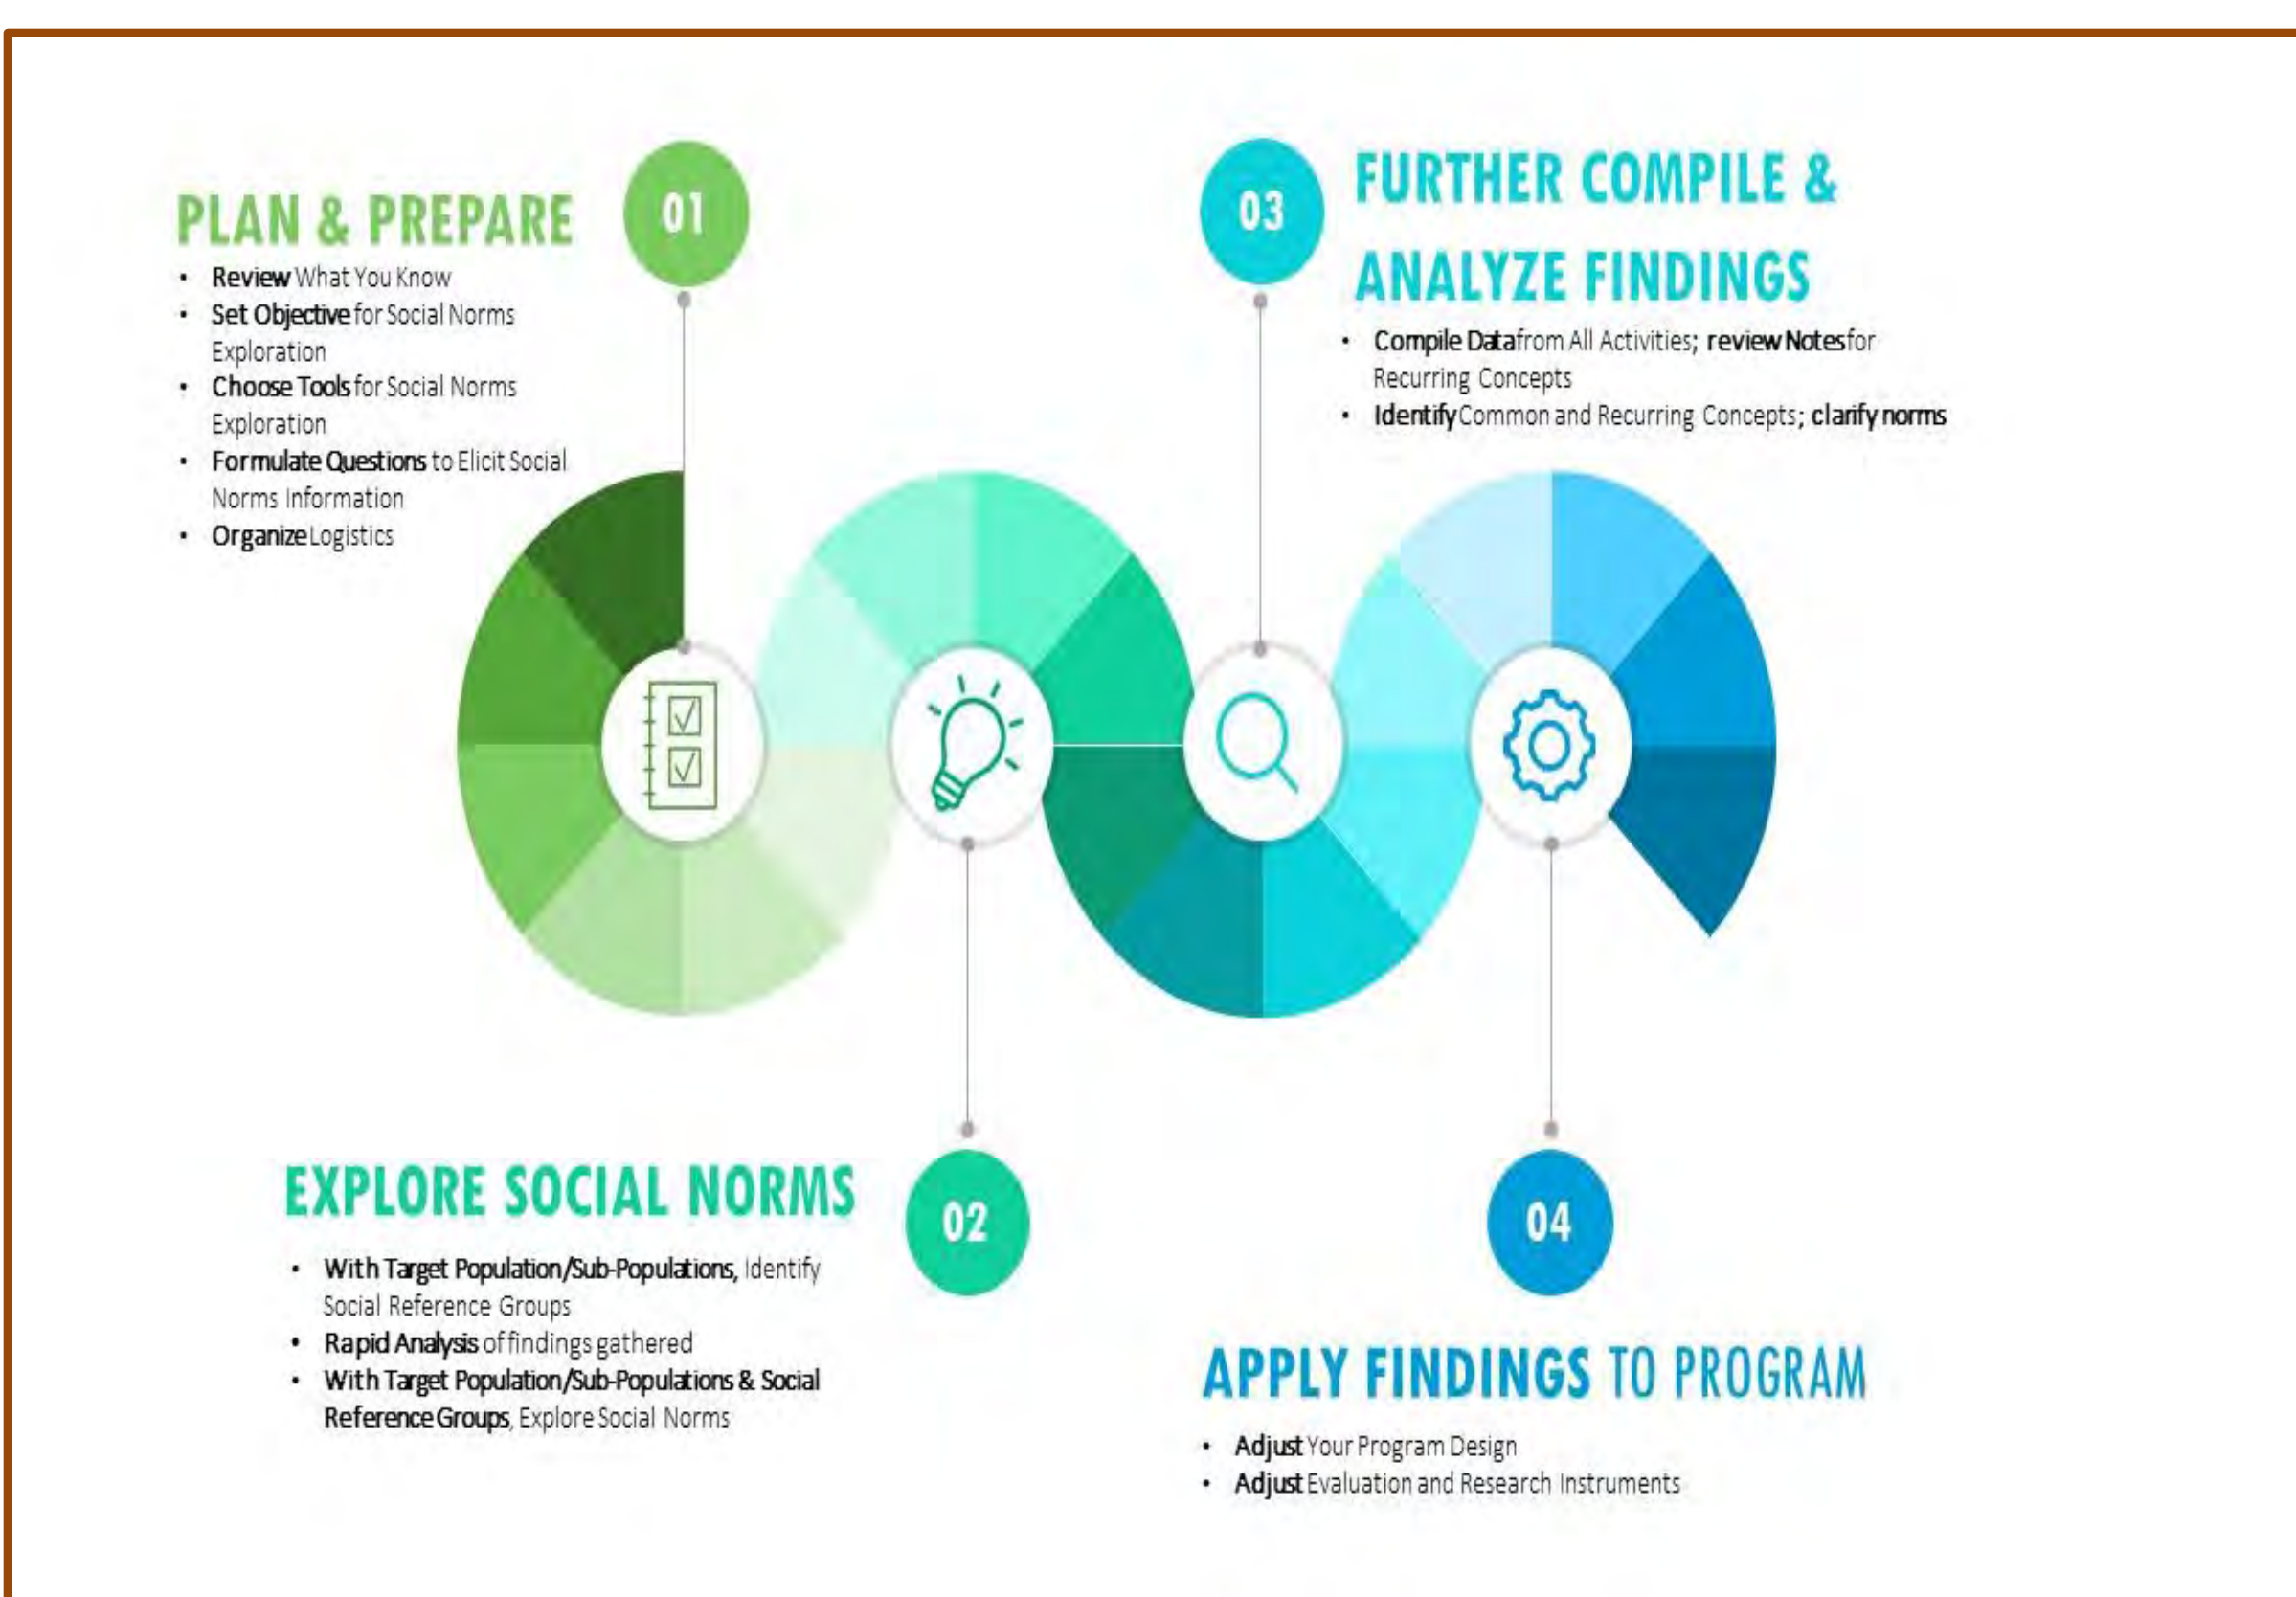 PLAN & PREPARE
01
• Review What You Know
• Set Objective for Social Norms
Exploration
• Choose Tools for Social Norms
Exploration
• Formulate Questions to Elicit Social
Norms Information
• Organize Logistics
03
FURTHER COMPILE &
ANALYZE FINDINGS
• Compile Data from All Activities; review Notes for
Recurring Concepts
• Identify Common and Recurring Concepts; clarify norms
EXPLORE SOCIAL NORMS
02
• With Target Population/Sub-Populations, Identify
Social Reference Groups
• Rapid Analysis of findings gathered
• With Target Population/Sub-Populations & Social
Reference Groups, Explore Social Norms
04
APPLY FINDINGS TO PROGRAM
• Adjust Your Program Design
• Adjust Evaluation and Research Instruments